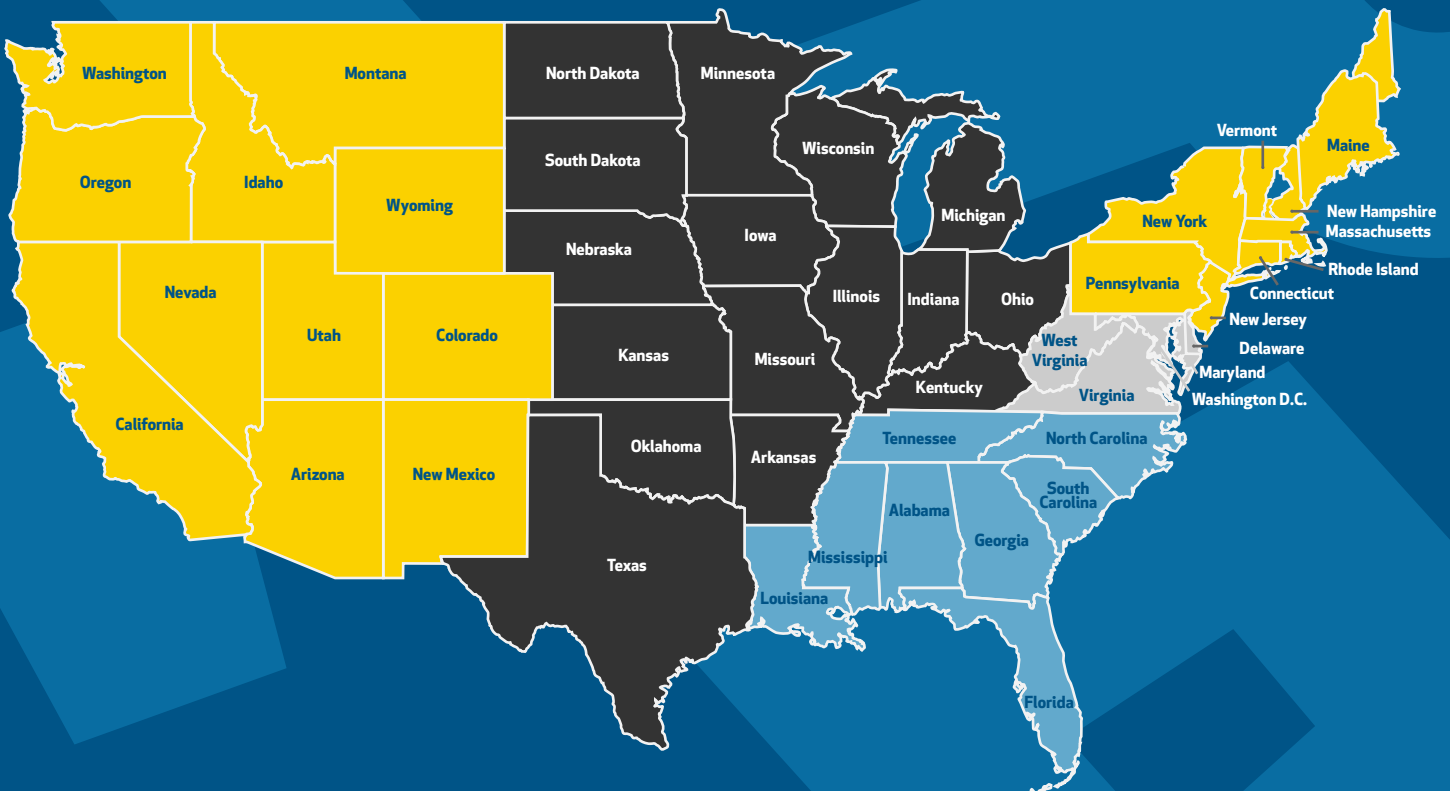 Washington
Montana
North Dakota
Minnesota
Vermont
Maine
Wisconsin
South Dakota
Oregon
Idaho
Wyoming
Michigan
New York
New Hampshire
Massachusetts
Iowa
Nebraska
Rhode Island
Pennsylvania
Connecticut
Nevada
Illinois
Indiana
Ohio
New Jersey
Utah
Colorado
Kansas
Missouri
West
Virginia
Delaware
Maryland
Kentucky
Virginia
Washington D.C.
California
Tennessee
North Carolina
Oklahoma
Arkansas
Arizona
New Mexico
South
Carolina
Alabama
Georgia
Mississippi
Texas
Louisiana
Florida